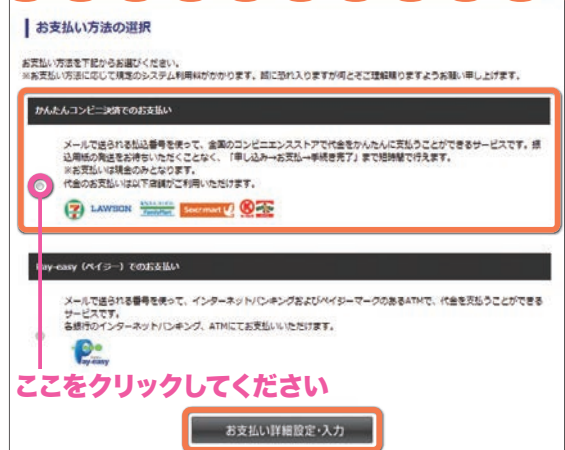 お支払い方法の選択
お支払い方法を下記からお選びください。
※お支払い方法に応じて規定のシステム利用料がかかります。誠に恐れ入りますが何とぞご理解賜りますようお願い申し上げます。
かんたんコンビニ決済でのお支払い
メールで送られる払込番号を使って、全国のコンビニエンスストアで代金をかんたんに支払うことができるサービスです。振
込用紙の発送をお待ちいただくことなく、「申し込み→お支払→手続き完了」まで短時間で行えます。
※お支払いは現金のみとなります。
代金のお支払いは以下店舗がご利用いただけます。
LAWSON FamilyMart Seicomart K
Pay-easy（ペイジー）でのお支払い
メールで送られる番号を使って、インターネットバンキングおよびペイジーマークのあるATMで、代金を支払うことができる
サービスです。
各銀行のインターネットバンキング、ATMにてお支払いいただけます。
Pay-easy
ここをクリックしてください
お支払い詳細設定・入力